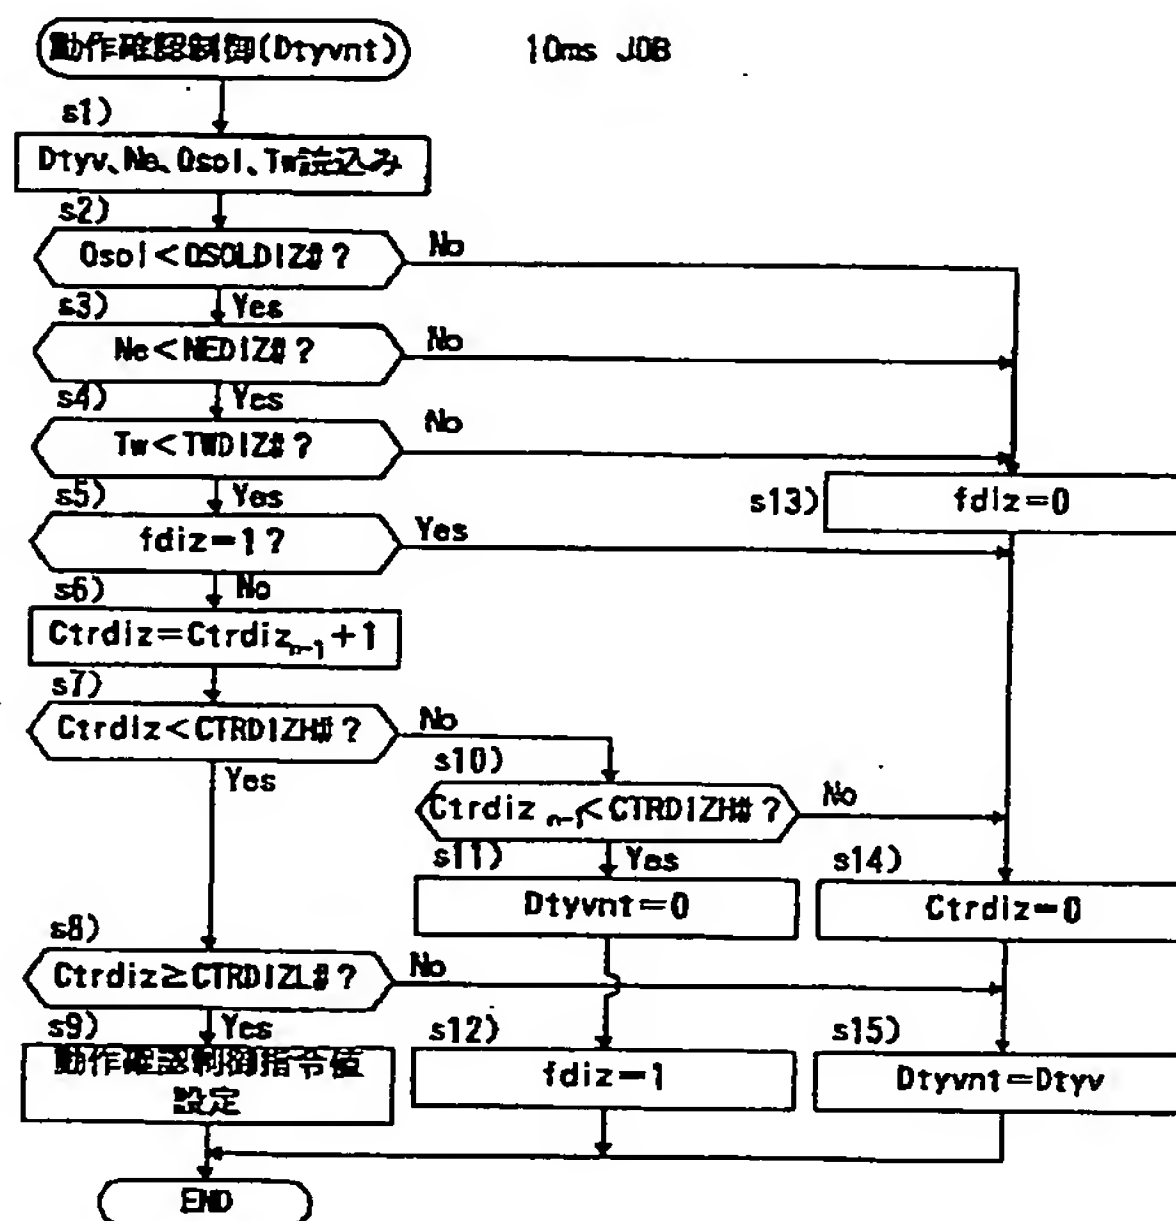 動作確認制御(Dtyvnt)
10ms JOB
s1)
Dtyv、Ne、Qsol、Tw読込み
s2)
Qsol<QSOLDIZ#?
No
s3)
Yes
Ne<NEDIZ#?
No
s4)
Yes
Tw<TWDIZ#?
No
s5)
Yes
s13)
fdiz=0
fdiz=1?
Yes
s6)
No
Ctrdiz=Ctrdizn-1+1
s7)
Ctrdiz<CTRDIZH#?
No
Yes
s10)
Ctrdiz n-1<CTRDIZH#?
No
s11)
Yes
s14)
Dtyvnt=0
Ctrdiz=0
s8)
Ctrdiz≥CTRDIZL#?
No
s9)
Yes
s12)
s15)
動作確認制御指令値
設定
fdiz=1
Dtyvnt=Dtyv
END